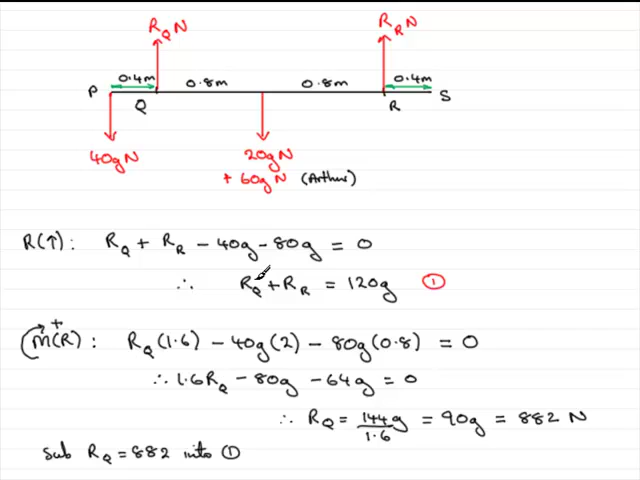 R_Q N R_R N
0.4m 0.8m 0.8m 0.4m
P Q R S
40g N 20g N
+ 60g N (Arthur)
R(↑): R_Q + R_R - 40g - 80g = 0
∴ R_Q + R_R = 120g ①
M(R) +: R_Q(1.6) - 40g(2) - 80g(0.8) = 0
∴ 1.6R_Q - 80g - 64g = 0
∴ R_Q = 144g/1.6 = 90g = 882 N
Sub R_Q = 882 into ①